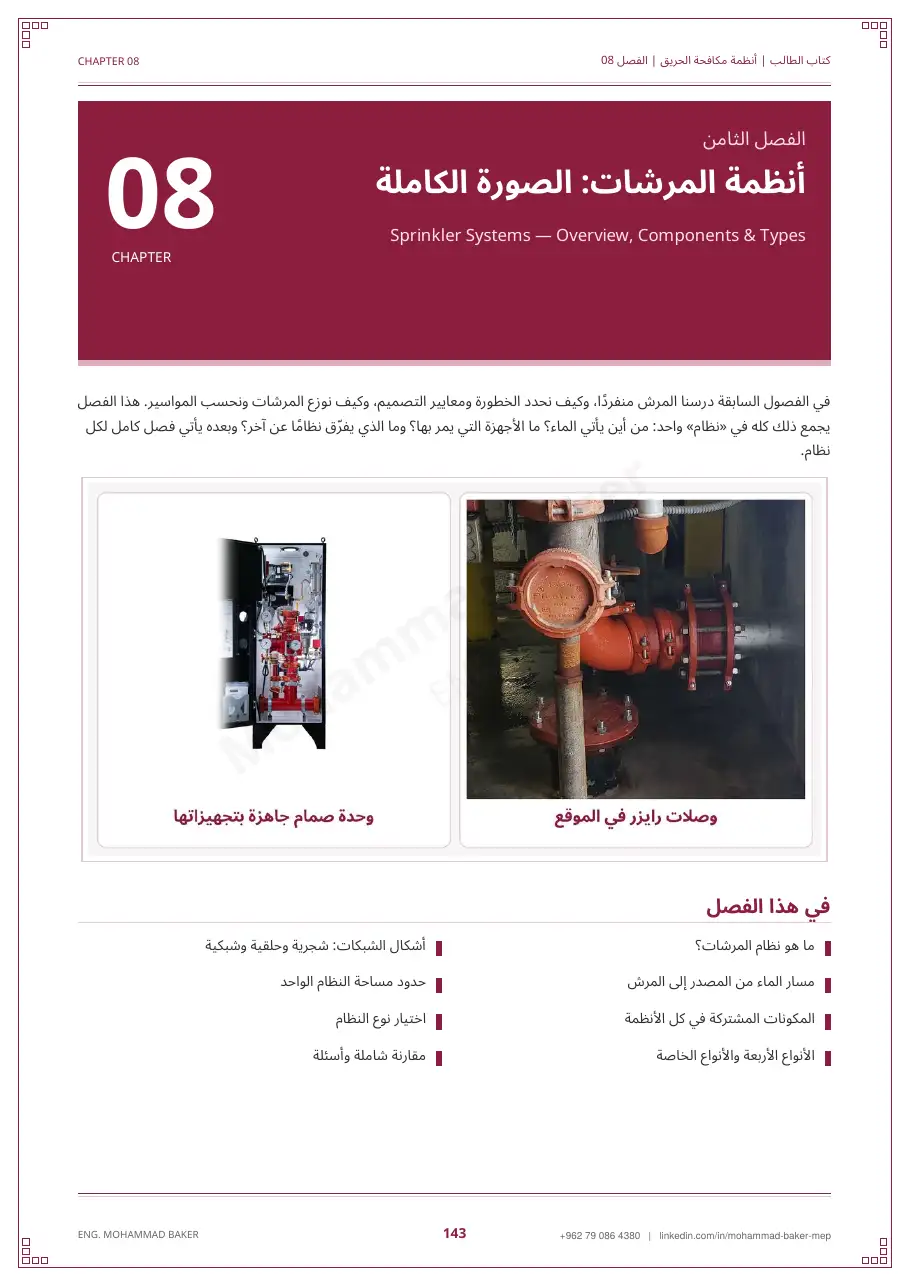 كتاب الطالب | أنظمة مكافحة الحريق | الفصل 08
CHAPTER 08
الفصل الثامن
أنظمة المرشات: الصورة الكاملة
Sprinkler Systems — Overview, Components & Types
08
CHAPTER
في الفصول السابقة درسنا المرش منفردًا، وكيف نحدد الخطورة ومعايير التصميم، وكيف نوزع المرشات ونحسب المواسير. هذا الفصل
يجمع ذلك كله في «نظام» واحد: من أين يأتي الماء؟ ما الأجهزة التي يمر بها؟ وما الذي يفرّق نظامًا عن آخر؟ وبعده يأتي فصل كامل لكل
نظام.
وصلات رايزر في الموقع
وحدة صمام جاهزة بتجهيزاتها
في هذا الفصل
ما هو نظام المرشات؟
مسار الماء من المصدر إلى المرش
المكونات المشتركة في كل الأنظمة
الأنواع الأربعة والأنواع الخاصة
أشكال الشبكات: شجرية وحلقية وشبكية
حدود مساحة النظام الواحد
اختيار نوع النظام
مقارنة شاملة وأسئلة
ENG. MOHAMMAD BAKER
143
+962 79 086 4380 | linkedin.com/in/mohammad-baker-mep